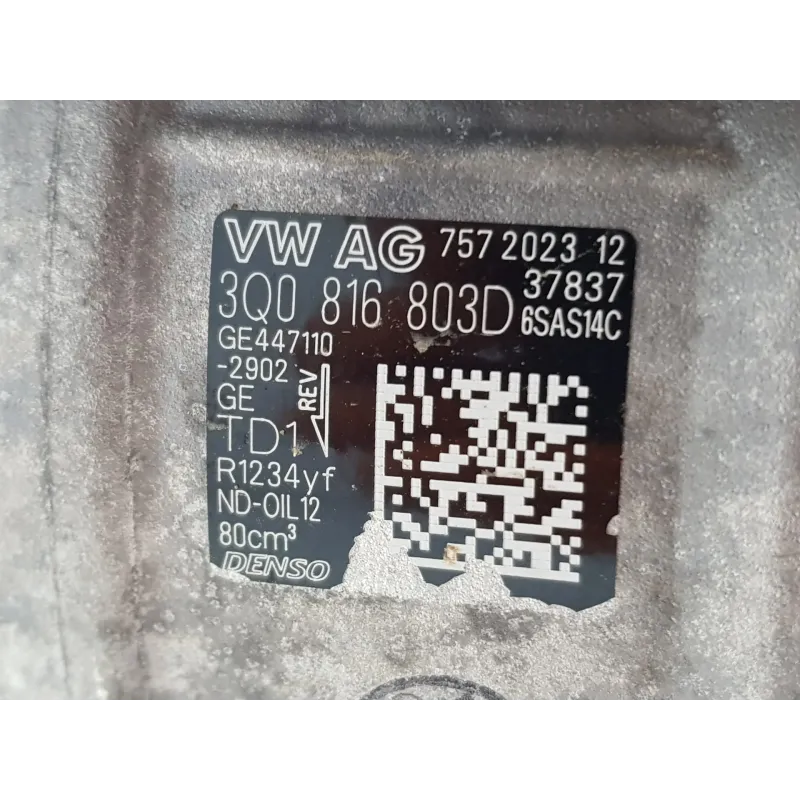 VW AG 757 2023 12
37837
3Q0 816 803D 6SAS14C
GE447110
-2902
GE
REV
TD1
R1234yf
ND-OIL12
80cm³
DENSO